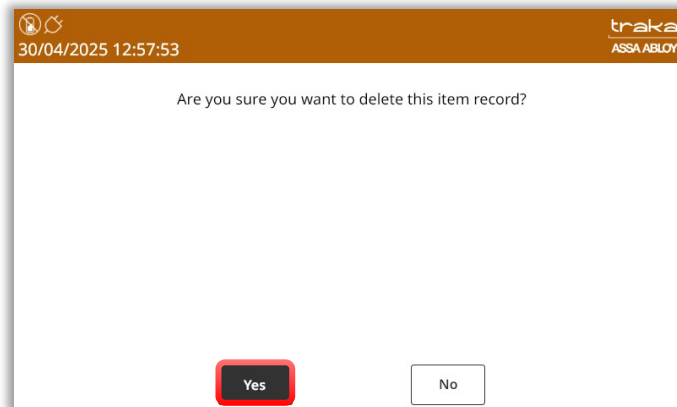 30/04/2025 12:57:53
traka
ASSA ABLOY
Are you sure you want to delete this item record?
Yes
No